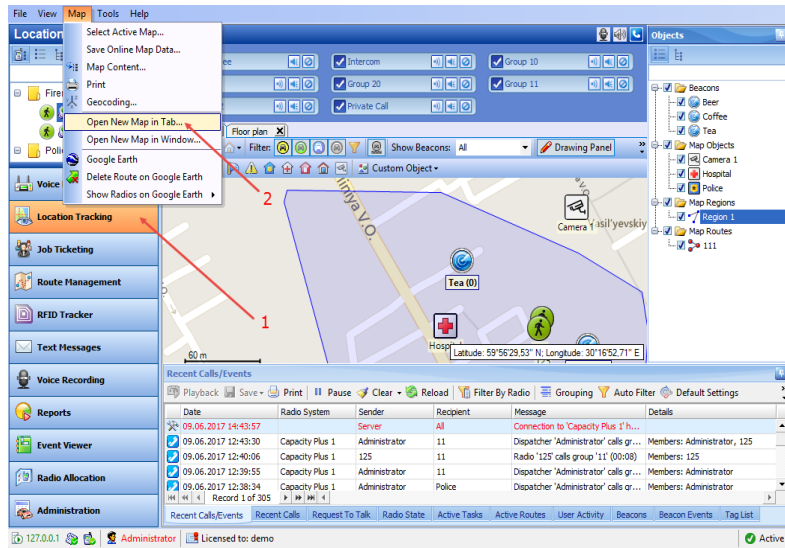 File View Map Tools Help
Location
Select Active Map...
Save Online Map Data...
Map Content...
Print
Geocoding...
Open New Map in Tab...
Open New Map in Window...
Google Earth
Delete Route on Google Earth
Show Radios on Google Earth
Intercom
Group 10
Group 20
Group 11
Private Call
Floor plan X
Filter: Show Beacons: All Drawing Panel
Custom Object
2
1
Voice
Location Tracking
Job Ticketing
Route Management
RFID Tracker
Text Messages
Voice Recording
Reports
Event Viewer
Radio Allocation
Administration
liniya V.O.
Camera 1
Vasil'yevskiy
Tea (0)
Hospital
Latitude: 59°56'29,53" N; Longitude: 30°16'52,71" E
60 m
Objects
Beacons
Beer
Coffee
Tea
Map Objects
Camera 1
Hospital
Police
Map Regions
Region 1
Map Routes
111
Recent Calls/Events
Playback Save Print Pause Clear Reload Filter By Radio Grouping Auto Filter Default Settings
Date Radio System Sender Recipient Message Details
09.06.2017 14:43:57 Server All Connection to 'Capacity Plus 1' h...
09.06.2017 12:43:30 Capacity Plus 1 Administrator 11 Dispatcher 'Administrator' calls gr... Members: Administrator, 125
09.06.2017 12:40:06 Capacity Plus 1 125 11 Radio '125' calls group '11' (00:08) Members: 125
09.06.2017 12:39:55 Capacity Plus 1 Administrator 11 Dispatcher 'Administrator' calls gr... Members: Administrator
09.06.2017 12:38:34 Capacity Plus 1 Administrator Police Dispatcher 'Administrator' calls gr... Members: Administrator
Record 1 of 305
Recent Calls/Events Recent Calls Request To Talk Radio State Active Tasks Active Routes User Activity Beacons Beacon Events Tag List
127.0.0.1 Administrator Licensed to: demo Active